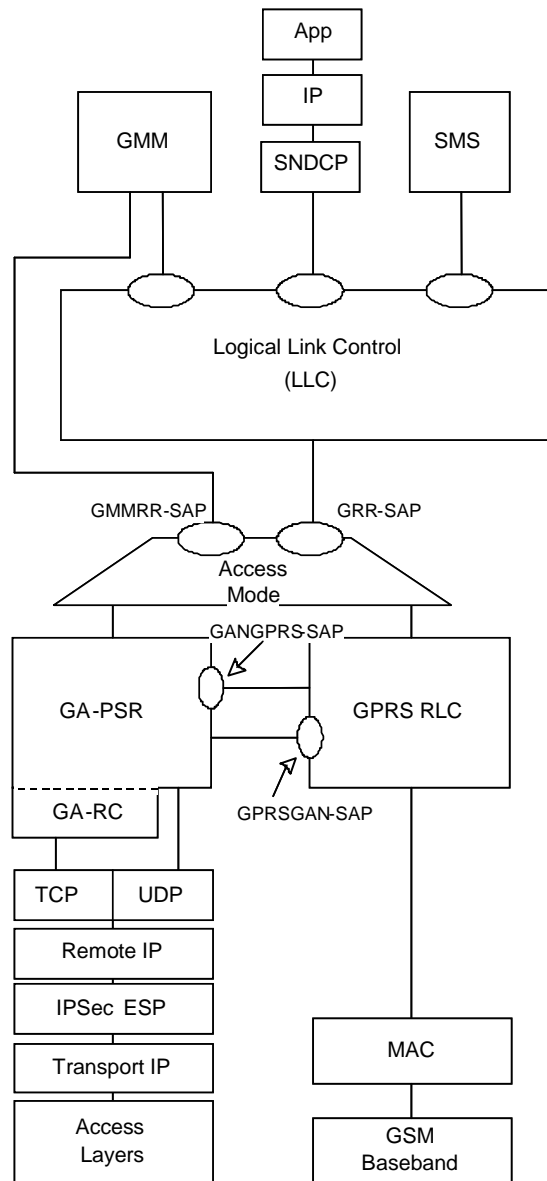 App
IP
GMM
SNDCP
SMS
Logical Link Control
(LLC)
GMMRR-SAP
GRR-SAP
Access
Mode
GANGPRS-SAP
GA-PSR
GPRS RLC
GA-RC
GPRSGAN-SAP
TCP
UDP
Remote IP
IPSec ESP
Transport IP
MAC
Access
Layers
GSM
Baseband